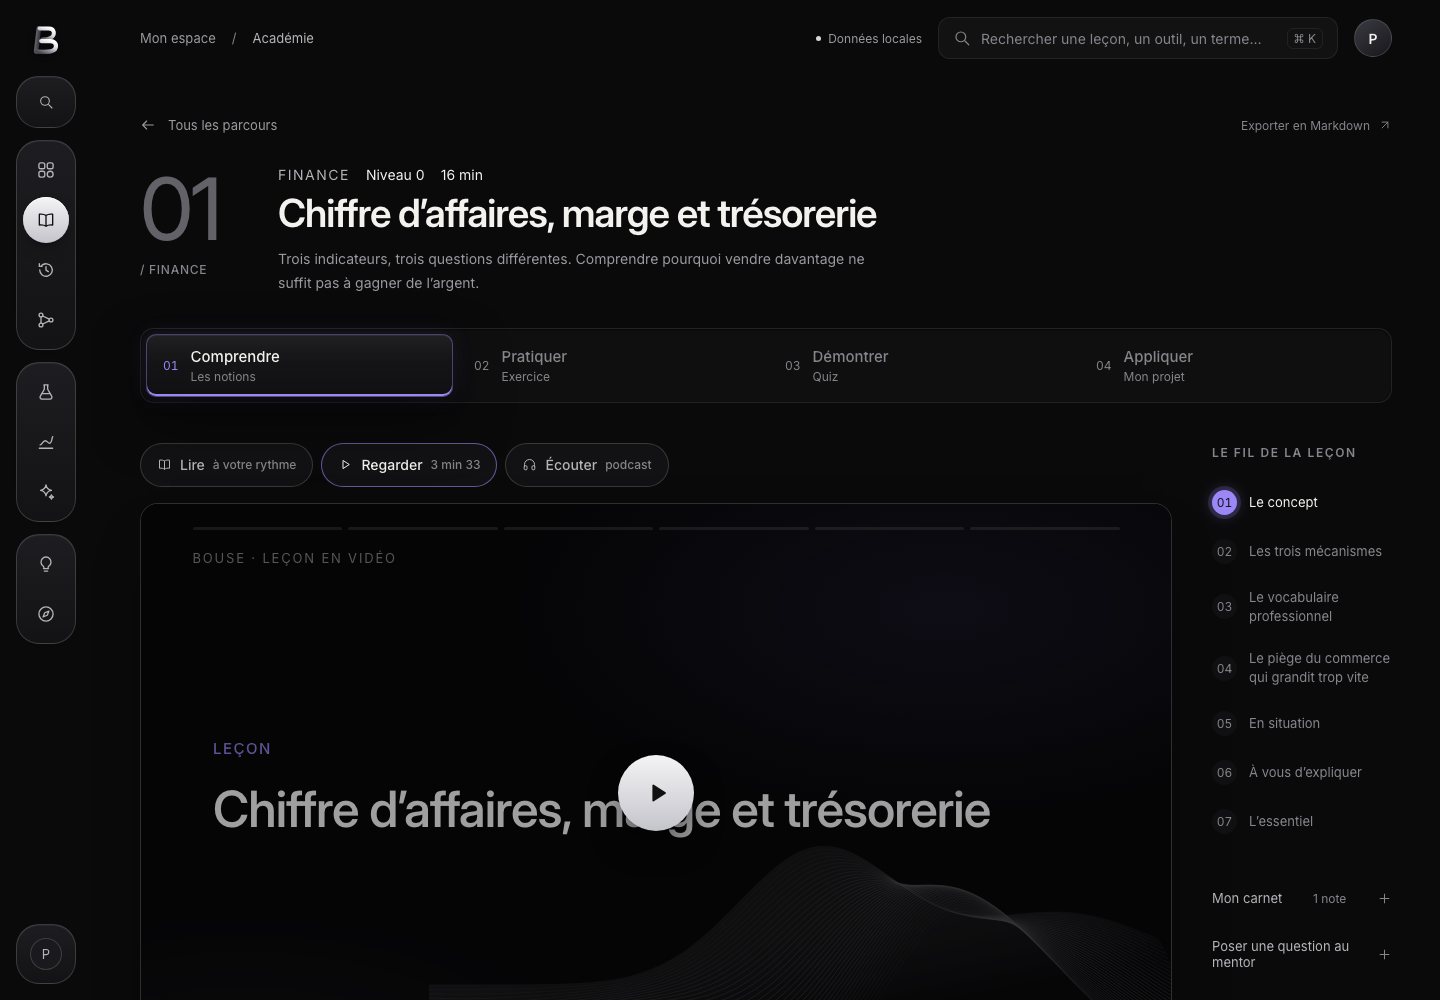 B
Mon espace / Académie
Données locales
Rechercher une leçon, un outil, un terme...
⌘ K
P
Tous les parcours
Exporter en Markdown
01
/ FINANCE
FINANCE Niveau 0 16 min
Chiffre d’affaires, marge et trésorerie
Trois indicateurs, trois questions différentes. Comprendre pourquoi vendre davantage ne
suffit pas à gagner de l’argent.
01 Comprendre
Les notions
02 Pratiquer
Exercice
03 Démontrer
Quiz
04 Appliquer
Mon projet
Lire à votre rythme
Regarder 3 min 33
Écouter podcast
BOUSE · LEÇON EN VIDÉO
LEÇON
Chiffre d’affaires, marge et trésorerie
LE FIL DE LA LEÇON
01 Le concept
02 Les trois mécanismes
03 Le vocabulaire
professionnel
04 Le piège du commerce
qui grandit trop vite
05 En situation
06 À vous d’expliquer
07 L’essentiel
Mon carnet 1 note +
Poser une question au
mentor +
P